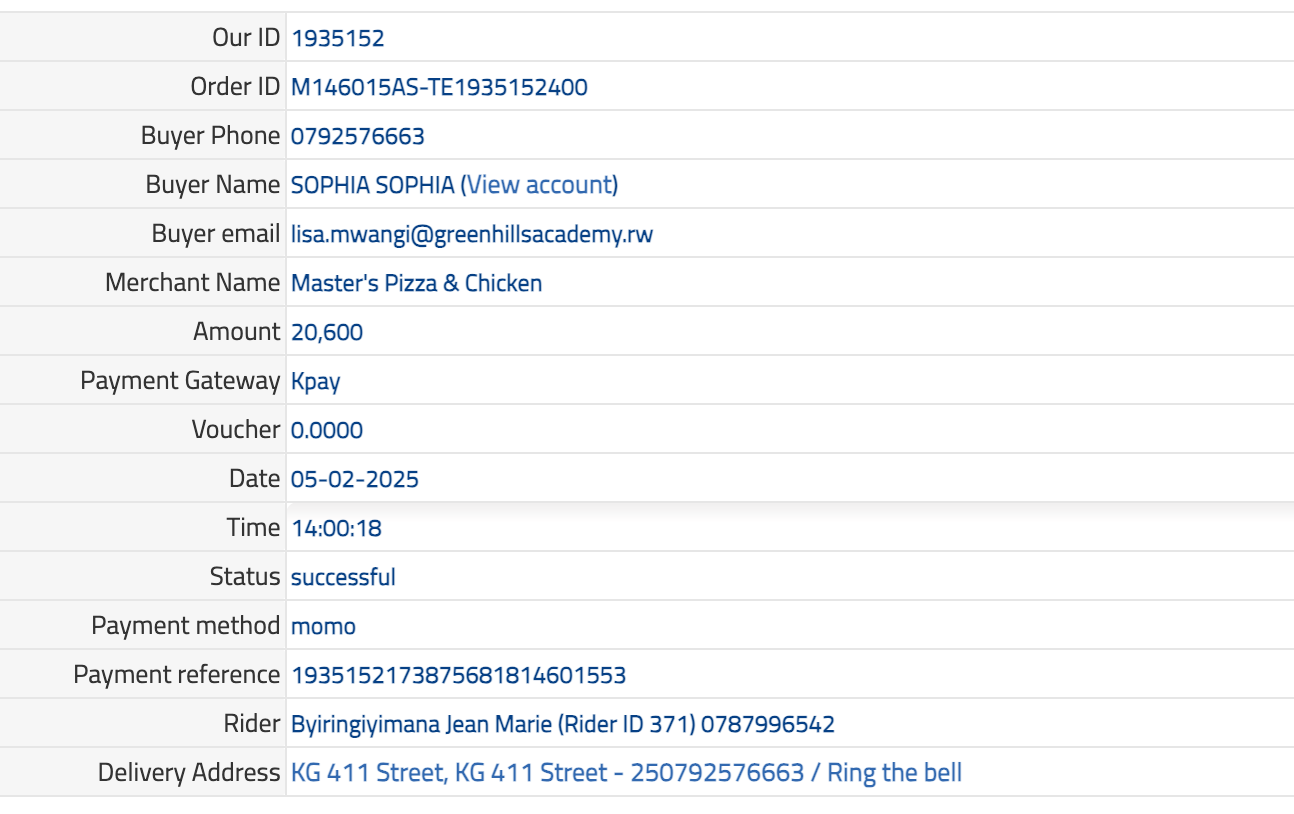 Our ID 1935152
Order ID M146015AS-TE1935152400
Buyer Phone 0792576663
Buyer Name SOPHIA SOPHIA (View account)
Buyer email lisa.mwangi@greenhillsacademy.rw
Merchant Name Master's Pizza & Chicken
Amount 20,600
Payment Gateway Kpay
Voucher 0.0000
Date 05-02-2025
Time 14:00:18
Status successful
Payment method momo
Payment reference 1935152173875681814601553
Rider Byiringiyimana Jean Marie (Rider ID 371) 0787996542
Delivery Address KG 411 Street, KG 411 Street - 250792576663 / Ring the bell